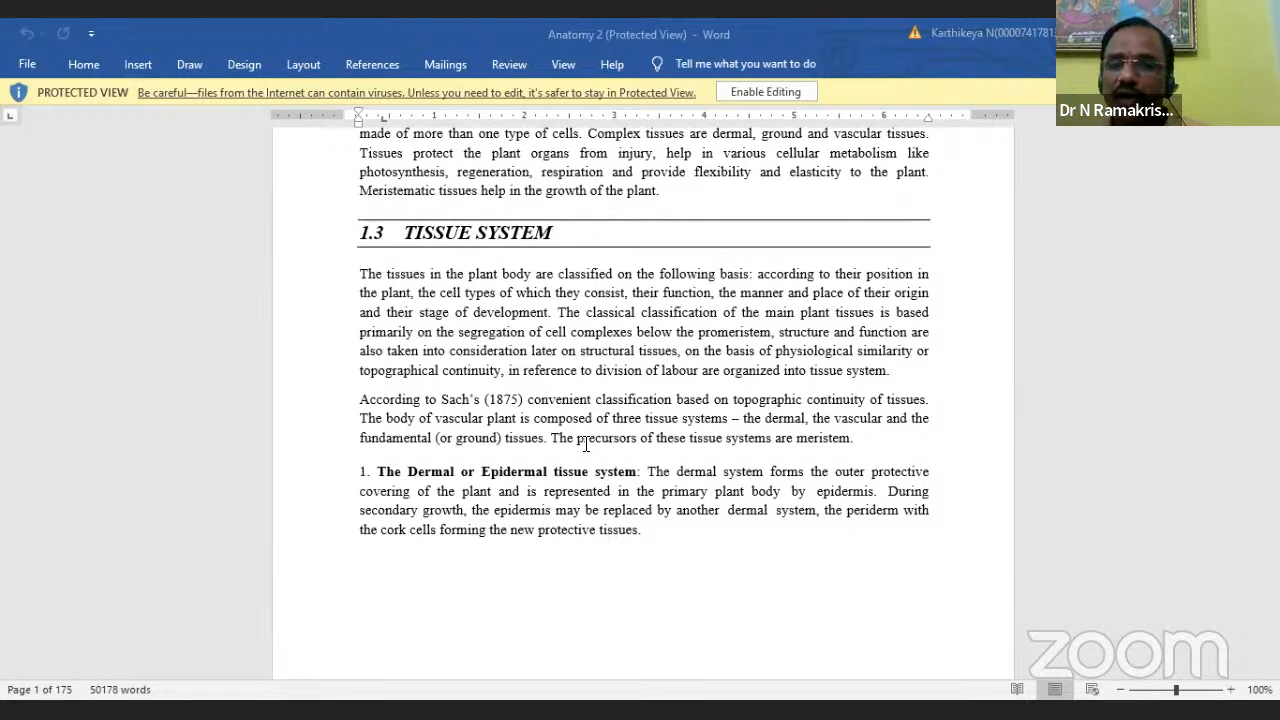 Anatomy 2 (Protected View) - Word
Karthikeya N(0000741781
File Home Insert Draw Design Layout References Mailings Review View Help Tell me what you want to do
PROTECTED VIEW Be careful—files from the Internet can contain viruses. Unless you need to edit, it's safer to stay in Protected View. Enable Editing
Dr N Ramakris...
1 2 3 4 5 6
made of more than one type of cells. Complex tissues are dermal, ground and vascular tissues.
Tissues protect the plant organs from injury, help in various cellular metabolism like
photosynthesis, regeneration, respiration and provide flexibility and elasticity to the plant.
Meristematic tissues help in the growth of the plant.
1.3 TISSUE SYSTEM
The tissues in the plant body are classified on the following basis: according to their position in
the plant, the cell types of which they consist, their function, the manner and place of their origin
and their stage of development. The classical classification of the main plant tissues is based
primarily on the segregation of cell complexes below the promeristem, structure and function are
also taken into consideration later on structural tissues, on the basis of physiological similarity or
topographical continuity, in reference to division of labour are organized into tissue system.
According to Sach's (1875) convenient classification based on topographic continuity of tissues.
The body of vascular plant is composed of three tissue systems – the dermal, the vascular and the
fundamental (or ground) tissues. The precursors of these tissue systems are meristem.
1. The Dermal or Epidermal tissue system: The dermal system forms the outer protective
covering of the plant and is represented in the primary plant body by epidermis. During
secondary growth, the epidermis may be replaced by another dermal system, the periderm with
the cork cells forming the new protective tissues.
zoom
Page 1 of 175 50178 words
100%